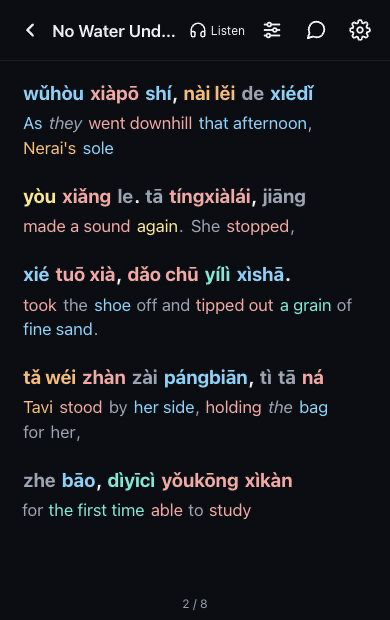 No Water Und... Listen
wǔhòu xiàpō shí, nài lěi de xiédǐ
As they went downhill that afternoon,
Nerai's sole
yòu xiǎng le. tā tíngxiàlái, jiāng
made a sound again. She stopped,
xié tuō xià, dǎo chū yílì xìshā.
took the shoe off and tipped out a grain of
fine sand.
tǎ wéi zhàn zài pángbiān, tì tā ná
Tavi stood by her side, holding the bag
for her,
zhe bāo, dìyīcì yǒukōng xìkàn
for the first time able to study
2 / 8